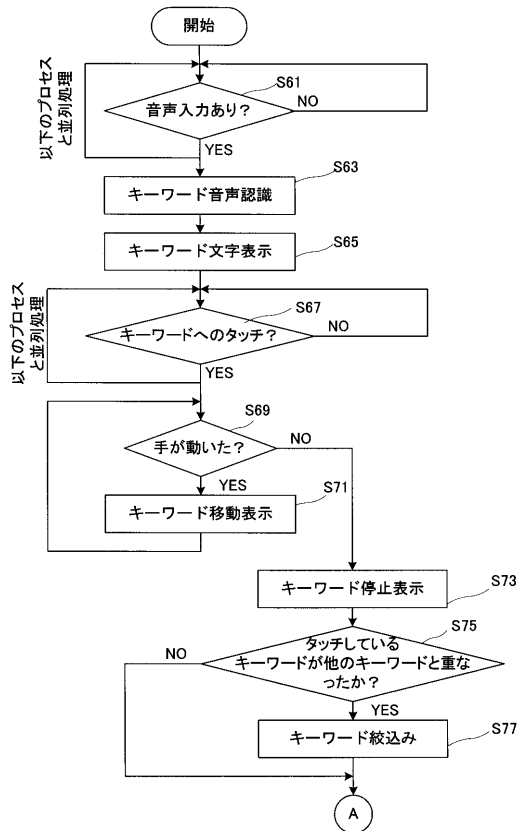 開始
以下のプロセス
と並列処理
S61
音声入力あり?
NO
YES
S63
キーワード音声認識
S65
キーワード文字表示
以下のプロセス
と並列処理
S67
キーワードへのタッチ?
NO
YES
S69
手が動いた?
NO
YES
S71
キーワード移動表示
キーワード停止表示
S73
S75
タッチしている
キーワードが他のキーワードと重な
ったか?
NO
YES
キーワード絞込み
S77
A